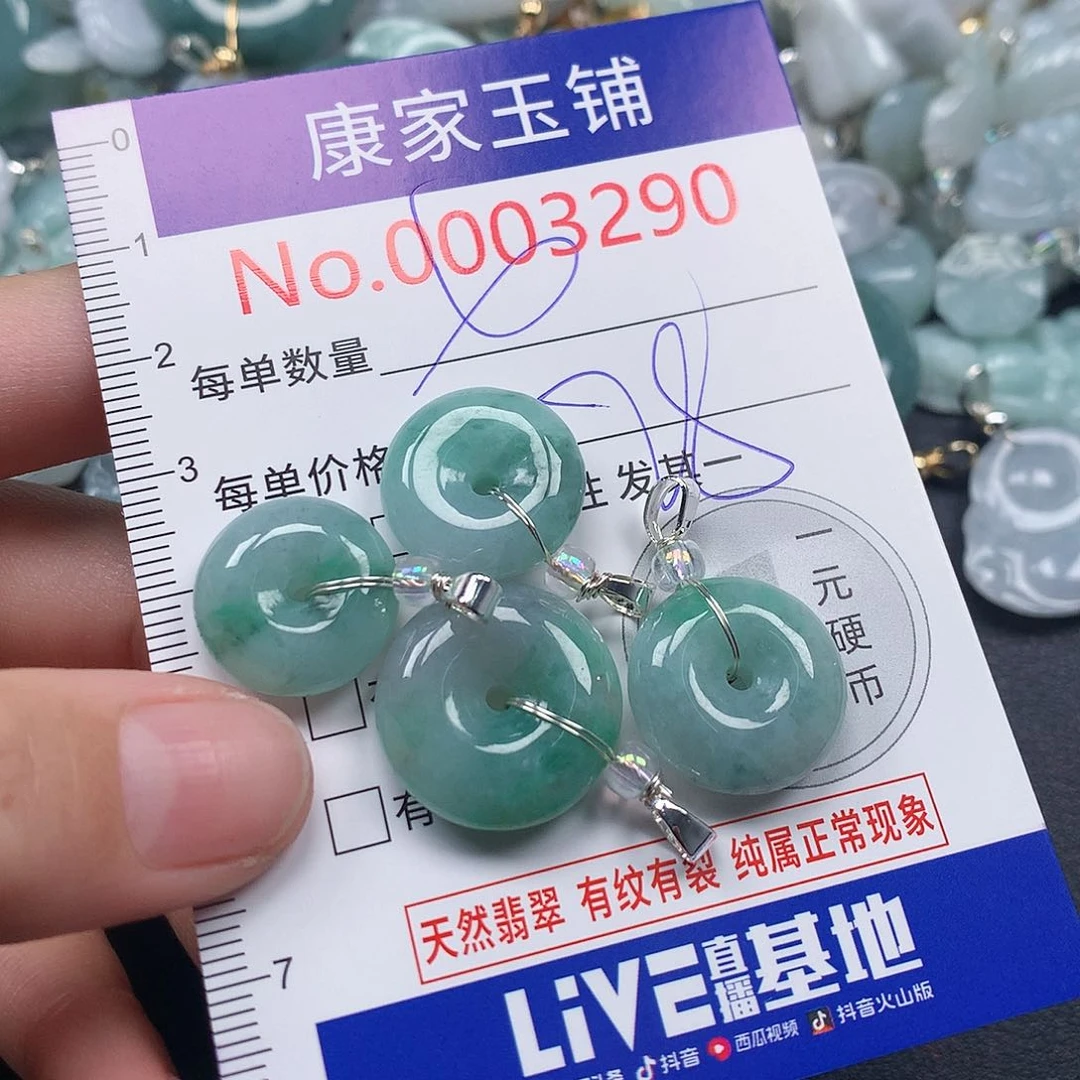 康家玉铺
No.0003290
每单数量
每单价格 发其一
一元硬币
有
天然翡翠 有纹有裂 纯属正常现象
LiVE直播基地
抖音 西瓜视频 抖音火山版
0
1
2
3
7